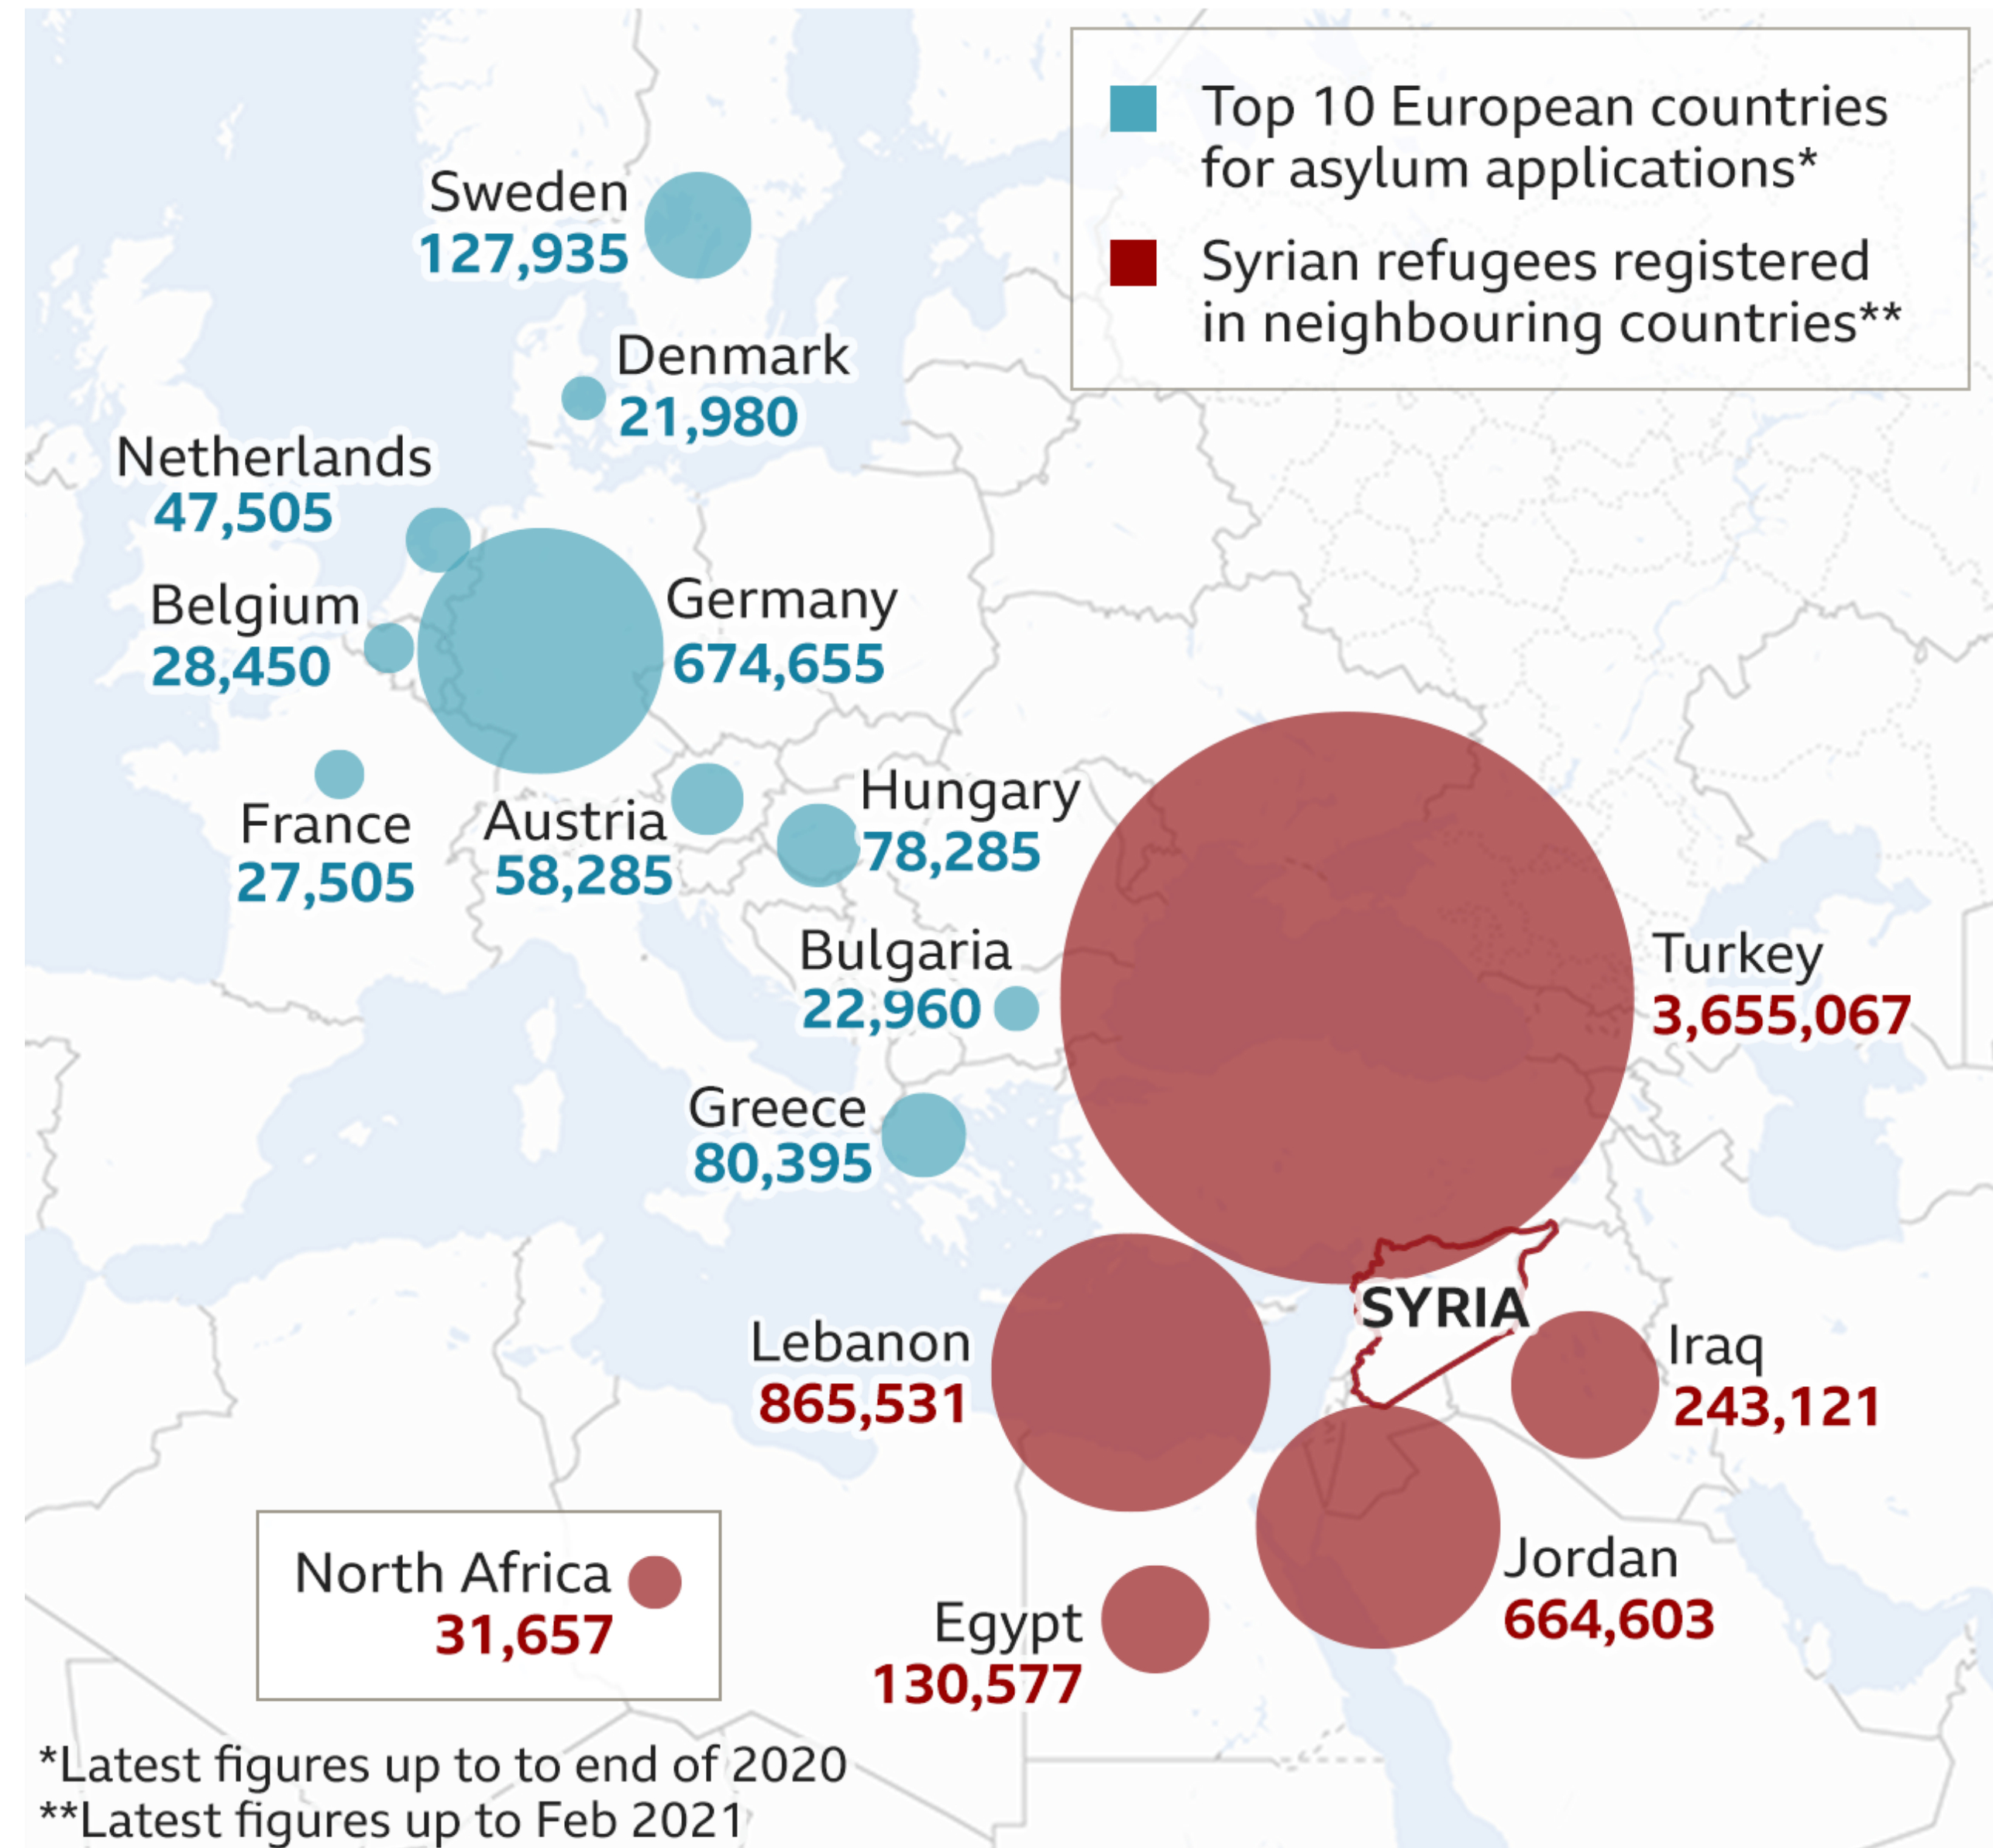 Top 10 European countries
for asylum applications*
Syrian refugees registered
in neighbouring countries**
Sweden
127,935
Denmark
21,980
Netherlands
47,505
Belgium
28,450
Germany
674,655
France
27,505
Austria
58,285
Hungary
78,285
Bulgaria
22,960
Turkey
3,655,067
Greece
80,395
SYRIA
Lebanon
865,531
Iraq
243,121
North Africa
31,657
Egypt
130,577
Jordan
664,603
*Latest figures up to to end of 2020
**Latest figures up to Feb 2021